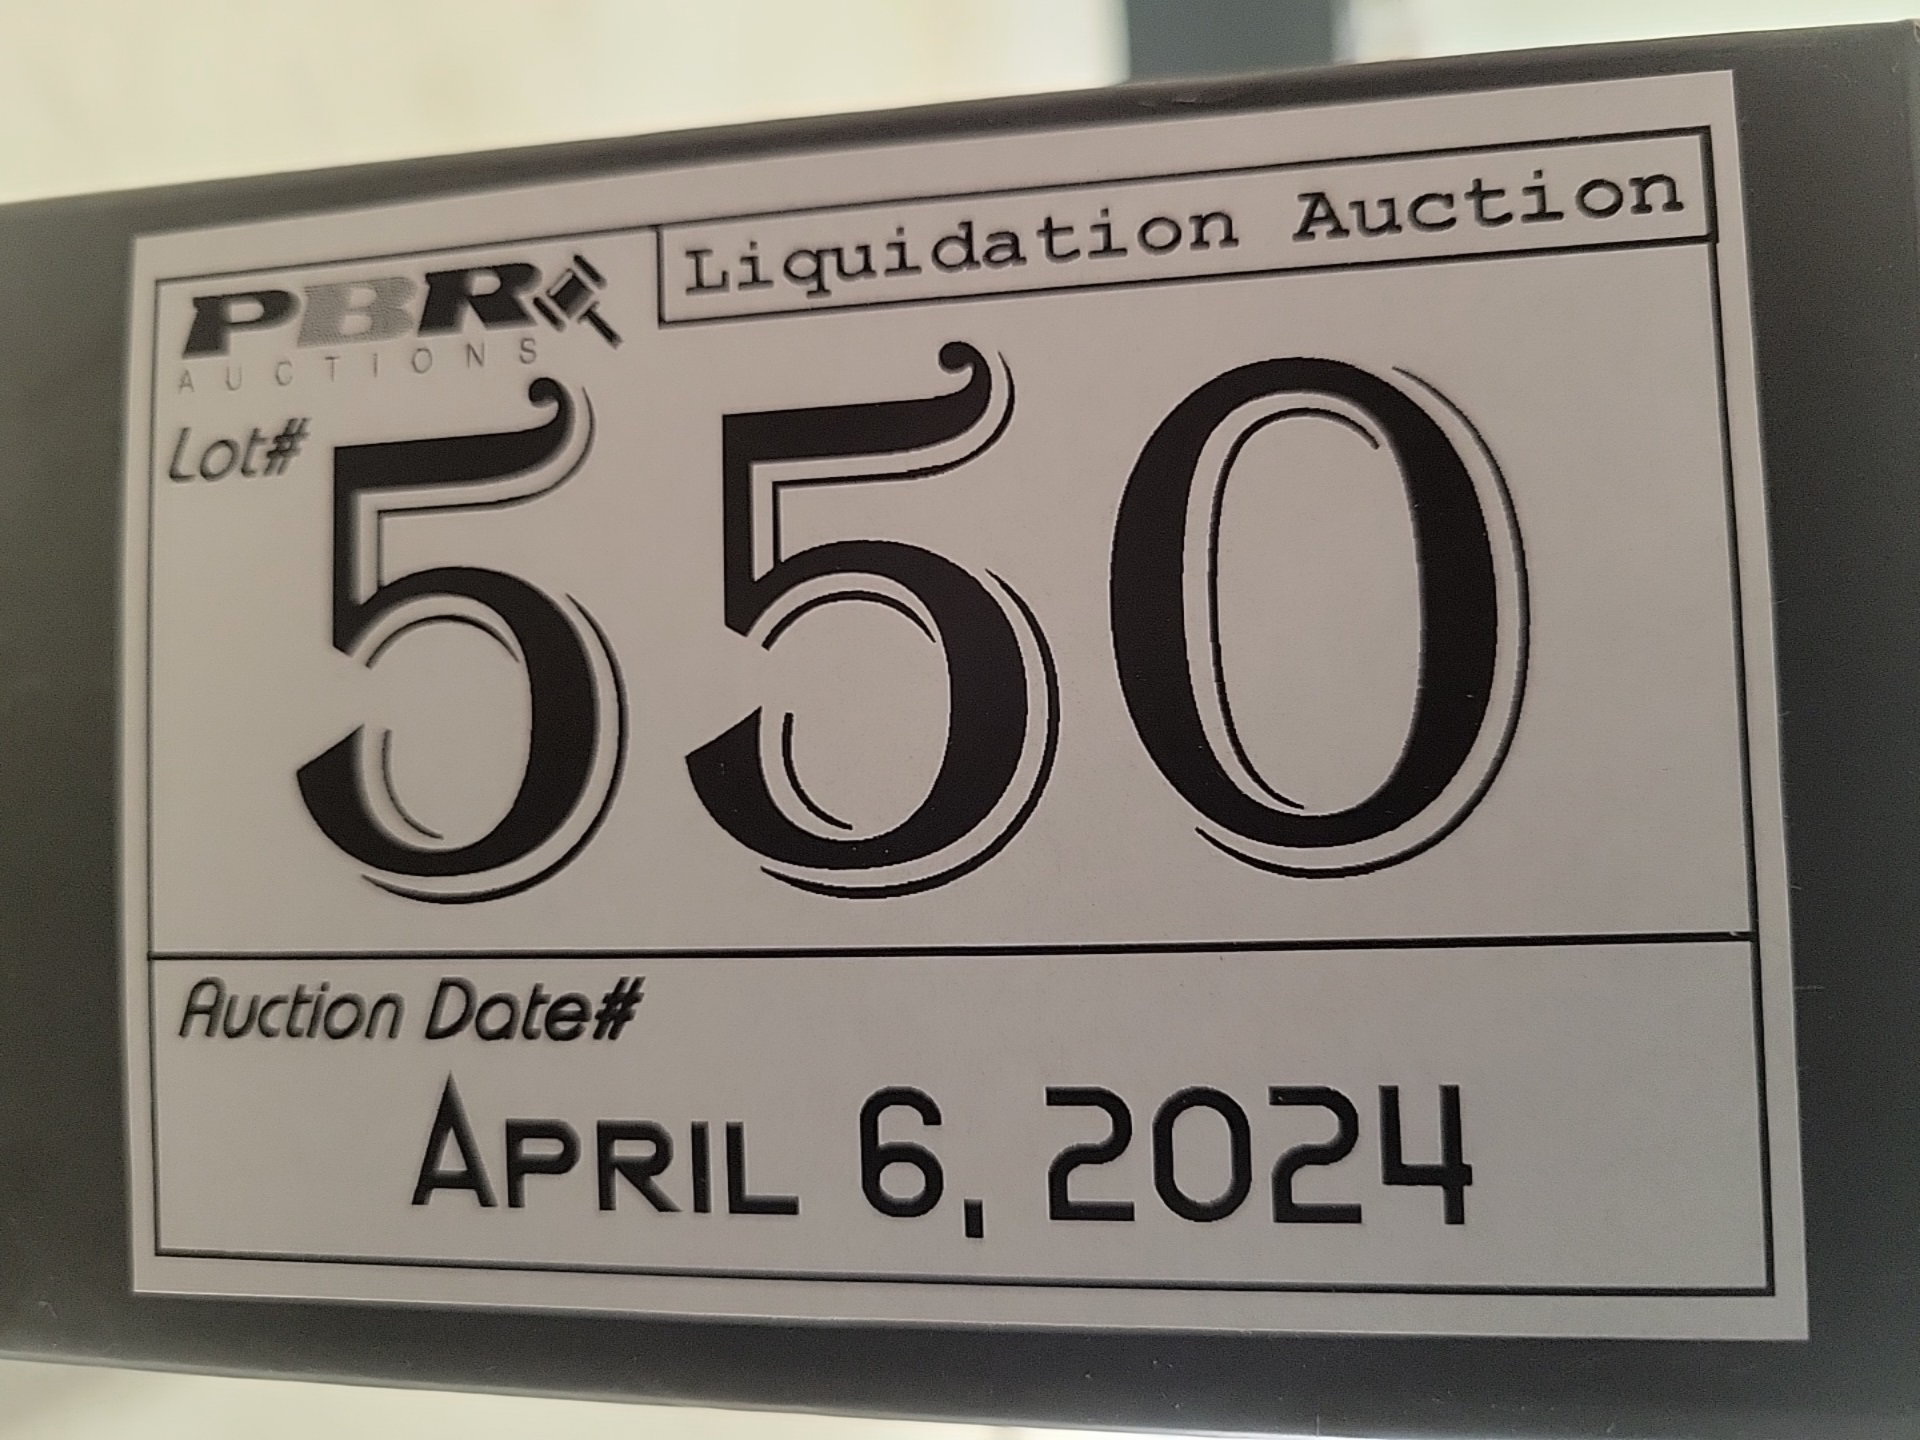 Liquidation Auction
PBR
AUCTIONS
Lot#
550
Auction Date#
APRIL 6, 2024